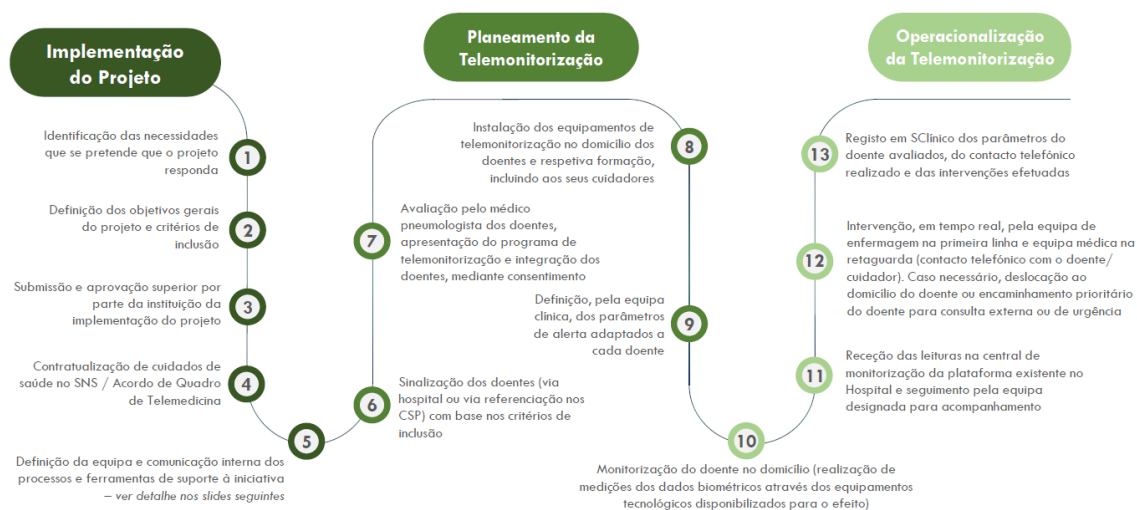 Implementação
do Projeto
Identificação das necessidades
que se pretende que o projeto
responda
1
Definição dos objetivos gerais
do projeto e critérios de
inclusão
2
Submissão e aprovação superior por
parte da instituição da
implementação do projeto
3
Contratualização de cuidados de
saúde no SNS / Acordo de Quadro
de Telemedicina
4
5
Definição da equipa e comunicação interna dos
processos e ferramentas de suporte à iniciativa
– ver detalhe nos slides seguintes
Planeamento da
Telemonitorização
6
Sinalização dos doentes (via
hospital ou via referenciação nos
CSP) com base nos critérios de
inclusão
7
Avaliação pelo médico
pneumologista dos doentes,
apresentação do programa de
telemonitorização e integração dos
doentes, mediante consentimento
Instalação dos equipamentos de
telemonitorização no domicílio dos
doentes e respetiva formação,
incluindo aos seus cuidadores
8
Definição, pela equipa
clínica, dos parâmetros
de alerta adaptados a
cada doente
9
Operacionalização
da Telemonitorização
10
Monitorização do doente no domicílio (realização de
medições dos dados biométricos através dos equipamentos
tecnológicos disponibilizados para o efeito)
11
Receção das leituras na central de
monitorização da plataforma existente no
Hospital e seguimento pela equipa
designada para acompanhamento
12
Intervenção, em tempo real, pela equipa de
enfermagem na primeira linha e equipa médica na
retaguarda (contacto telefónico com o doente/
cuidador). Caso necessário, deslocação ao
domicílio do doente ou encaminhamento prioritário
do doente para consulta externa ou de urgência
13
Registo em SClínico dos parâmetros do
doente avaliados, do contacto telefónico
realizado e das intervenções efetuadas